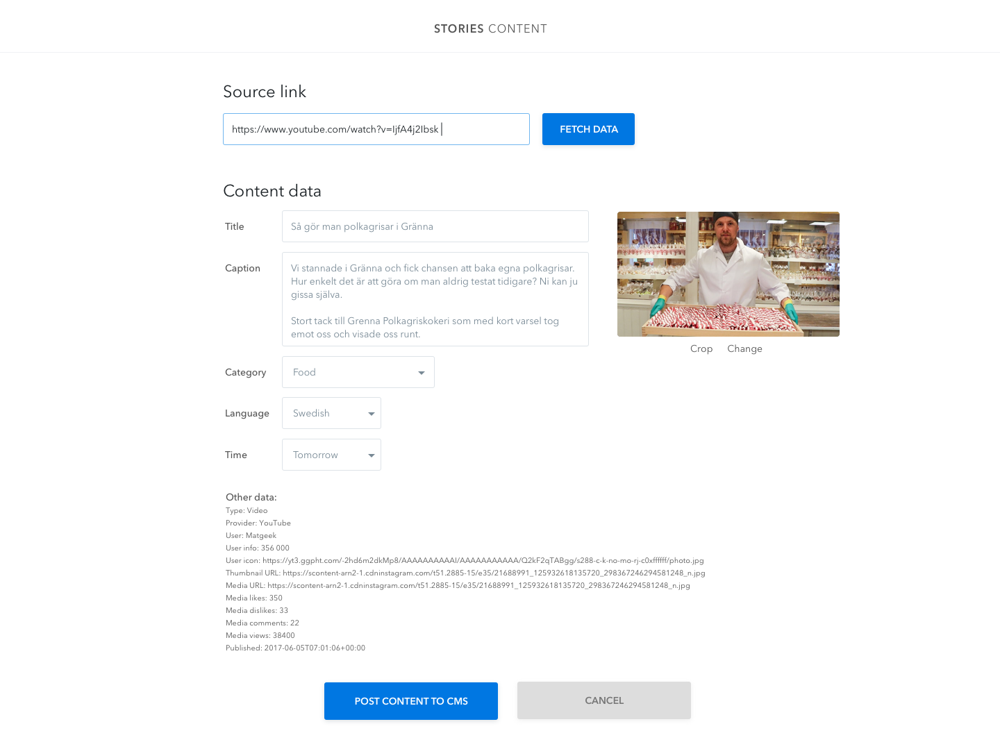 STORIES CONTENT
Source link
https://www.youtube.com/watch?v=IjfA4j2Ibsk
FETCH DATA
Content data
Title
Så gör man polkagrisar i Gränna
Caption
Vi stannade i Gränna och fick chansen att baka egna polkagrisar.
Hur enkelt det är att göra om man aldrig testat tidigare? Ni kan ju
gissa själva.
Stort tack till Grenna Polkagriskokeri som med kort varsel tog
emot oss och visade oss runt.
Crop Change
Category
Food
Language
Swedish
Time
Tomorrow
Other data:
Type: Video
Provider: YouTube
User: Matgeek
User info: 356 000
User icon: https://yt3.ggpht.com/-2hd6m2dkMp8/AAAAAAAAAAI/AAAAAAAAAAA/Q2kF2qTABgg/s288-c-k-no-mo-rj-c0xffffff/photo.jpg
Thumbnail URL: https://scontent-arn2-1.cdninstagram.com/t51.2885-15/e35/21688991_125932618135720_298367246294581248_n.jpg
Media URL: https://scontent-arn2-1.cdninstagram.com/t51.2885-15/e35/21688991_125932618135720_298367246294581248_n.jpg
Media likes: 350
Media dislikes: 33
Media comments: 22
Media views: 38400
Published: 2017-06-05T07:01:06+00:00
POST CONTENT TO CMS
CANCEL